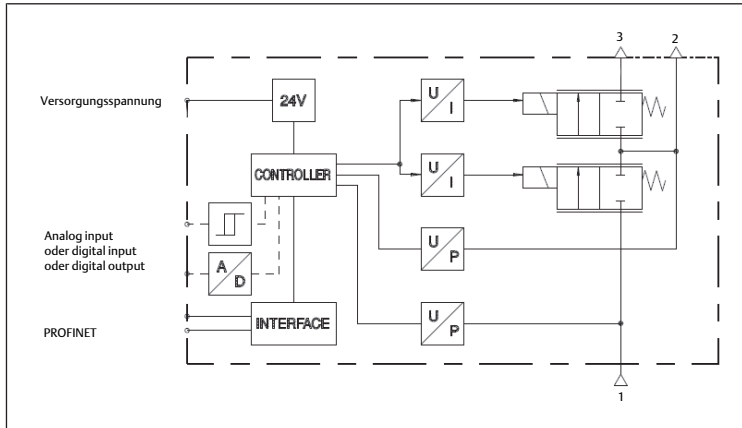 3
2
Versorgungsspannung
24V
U
I
CONTROLLER
U
I
Analog input
oder digital input
oder digital output
A
D
U
P
PROFINET
INTERFACE
U
P
1